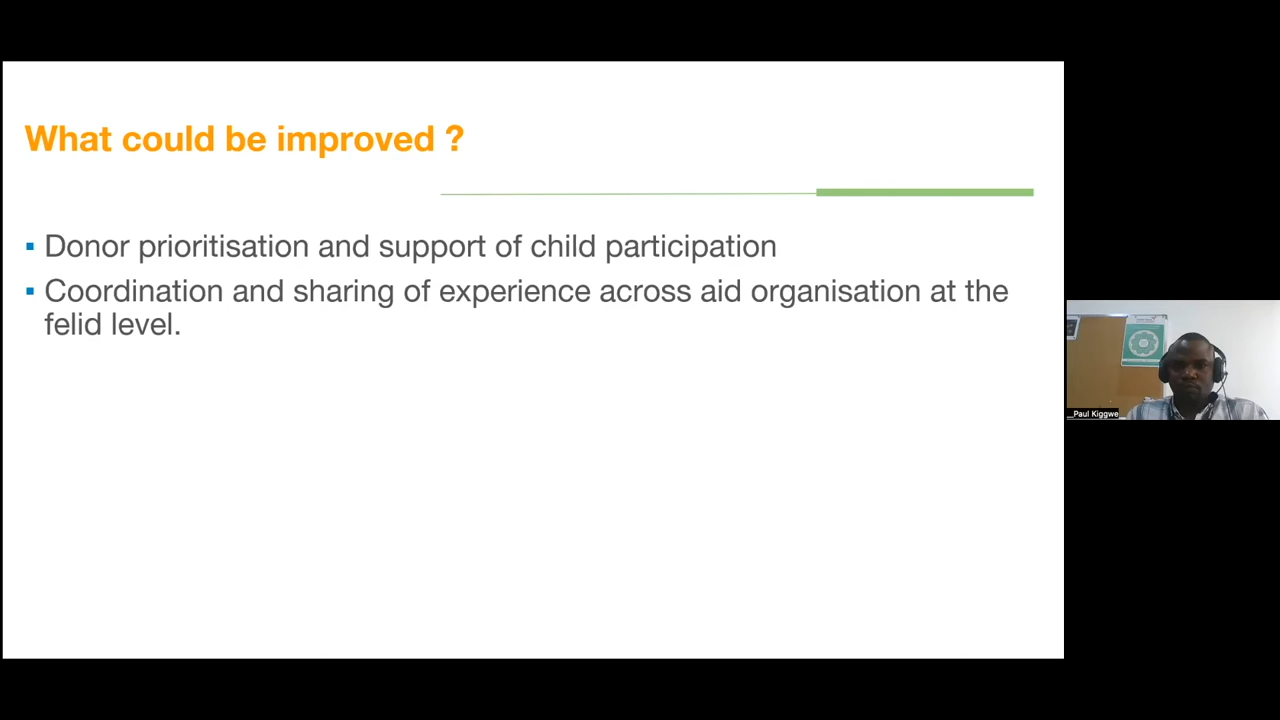 What could be improved ?
▪ Donor prioritisation and support of child participation
▪ Coordination and sharing of experience across aid organisation at the
felid level.
Paul Kiggwe